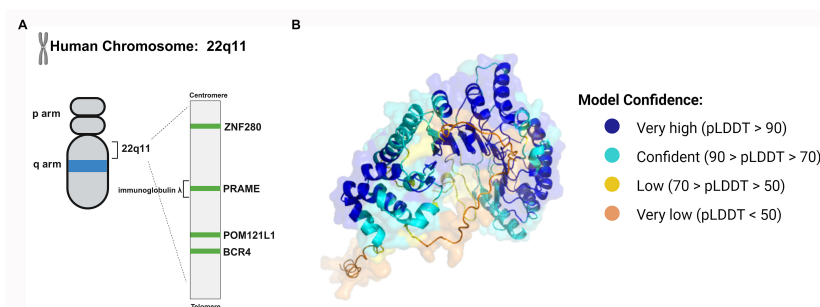 A
Human Chromosome: 22q11
Centromere
p arm
ZNF280
22q11
q arm
immunoglobulin λ
PRAME
POM121L1
BCR4
Telomere
B
Model Confidence:
Very high (pLDDT > 90)
Confident (90 > pLDDT > 70)
Low (70 > pLDDT > 50)
Very low (pLDDT < 50)